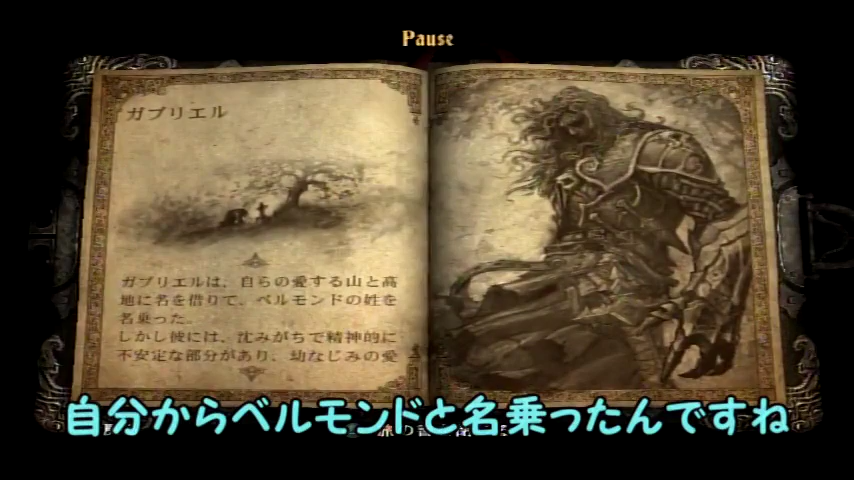 Pause
ガブリエル
ガブリエルは、自らの愛する山と高
地に名を借りて、ベルモンドの姓を
名乗った。
しかし彼には、沈みがちで精神的に
不安定な部分があり、幼なじみの愛
自分からベルモンドと名乗ったんですね